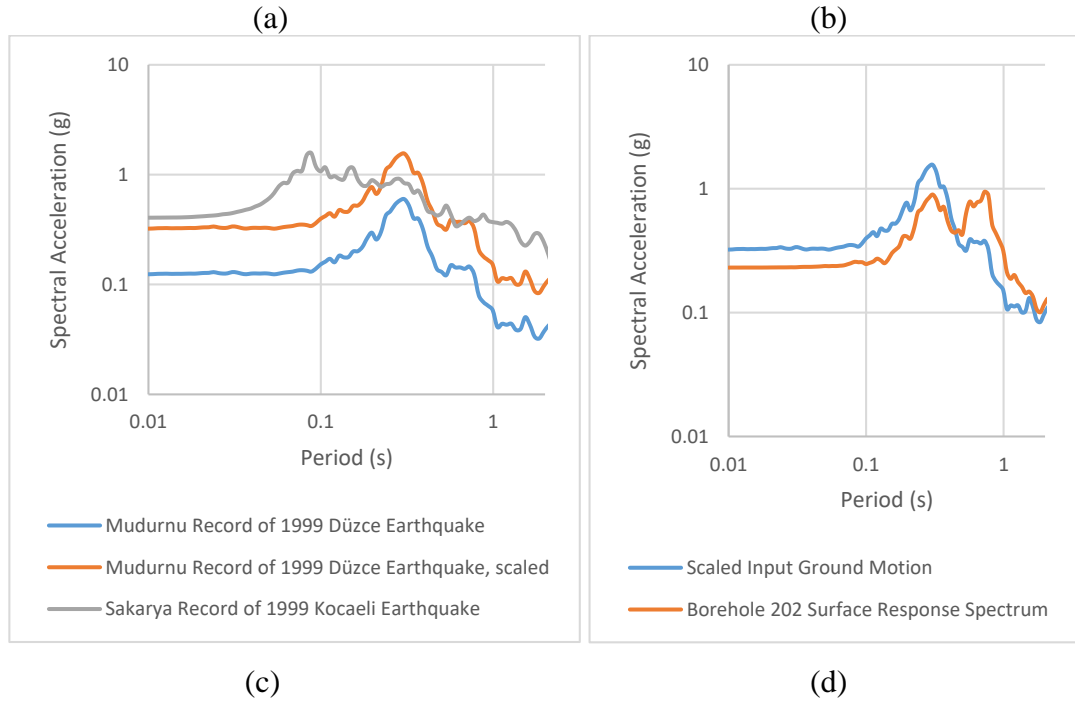 (a)
(b)
10
1
0.1
0.01
0.01
0.1
1
Spectral Acceleration (g)
Period (s)
Mudurnu Record of 1999 Düzce Earthquake
Mudurnu Record of 1999 Düzce Earthquake, scaled
Sakarya Record of 1999 Kocaeli Earthquake
10
1
0.1
0.01
0.01
0.1
1
Spectral Acceleration (g)
Period (s)
Scaled Input Ground Motion
Borehole 202 Surface Response Spectrum
(c)
(d)